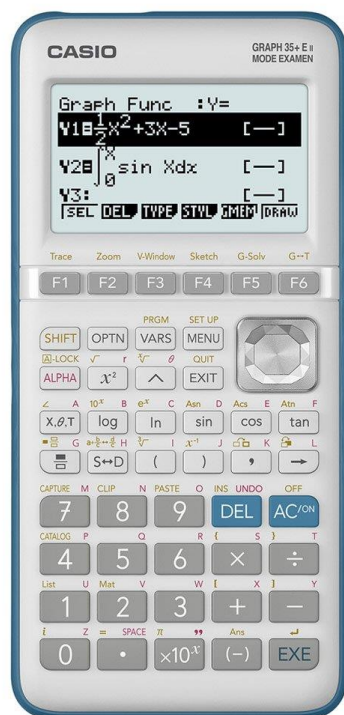 CASIO
GRAPH 35+ E II
MODE EXAMEN
Graph Func :Y=
Y1=1/2X²+3X-5 [—]
Y2=∫0^X sin Xdx [—]
Y3: [—]
SEL DEL TYPE STYL GMEM DRAW
Trace Zoom V-Window Sketch G-Solv G↔T
F1 F2 F3 F4 F5 F6
PRGM SET UP
SHIFT OPTN VARS MENU
A-LOCK √ r ∛ θ QUIT
ALPHA x² ^ EXIT
∠ A 10ˣ B eˣ C Asn D Acs E Atn F
X,θ,T log ln sin cos tan
G a+b/c↔d/c H ∛ I x⁻¹ J K L
S↔D ( ) , →
CAPTURE M CLIP N PASTE O INS UNDO OFF
7 8 9 DEL AC/ON
CATALOG P Q R { S } T
4 5 6 × ÷
List U Mat V W [ X ] Y
1 2 3 + −
i Z = SPACE π " Ans ↵
0 . ×10ˣ (−) EXE